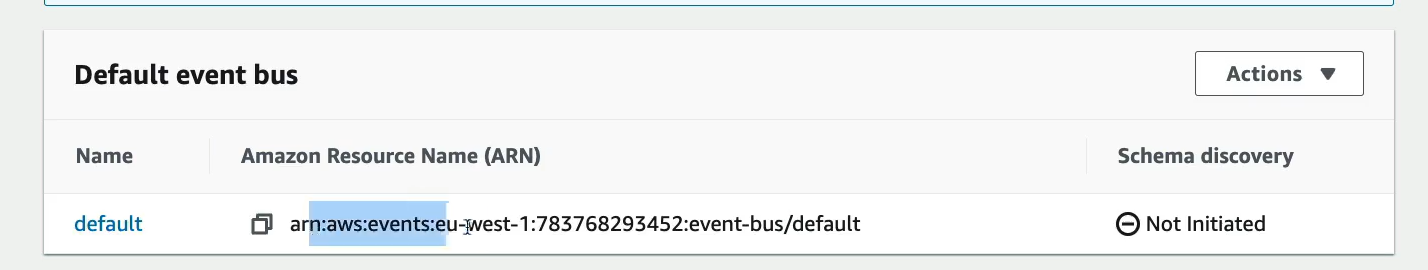 Default event bus
Actions
Name Amazon Resource Name (ARN) Schema discovery
default arn:aws:events:eu-west-1:783768293452:event-bus/default Not Initiated